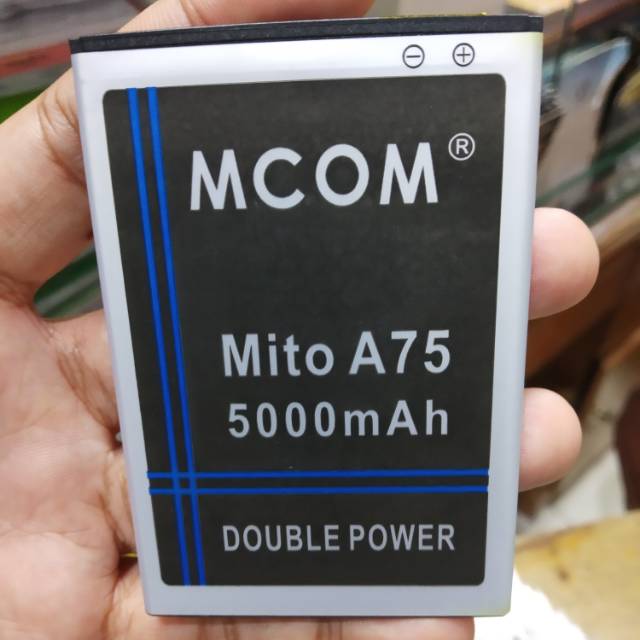 ⊖ ⊕
MCOM®
Mito A75
5000mAh
DOUBLE POWER